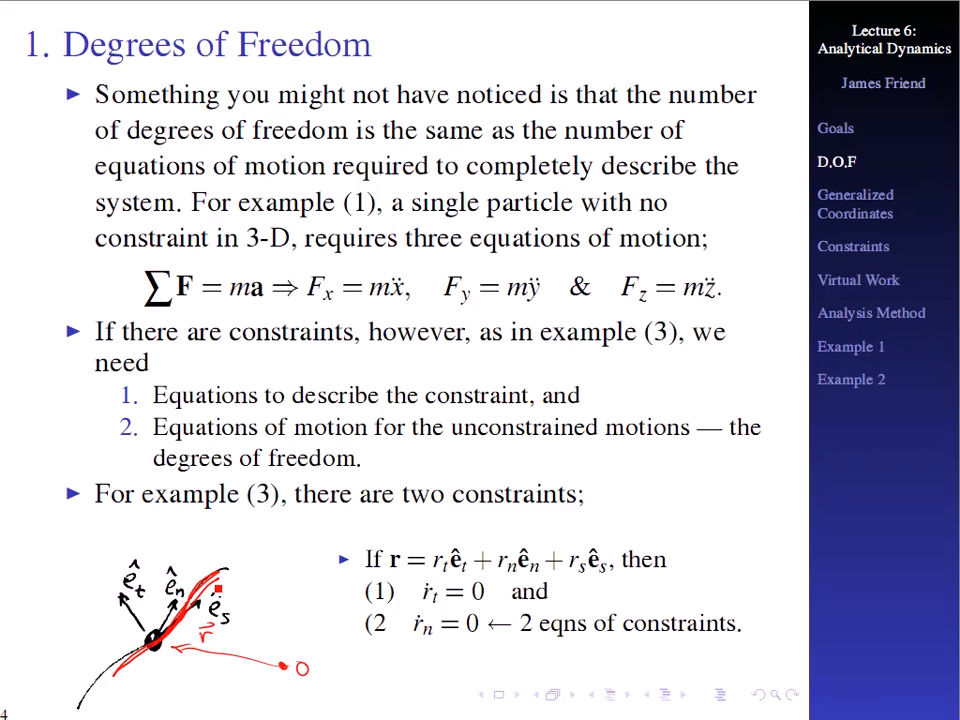 1. Degrees of Freedom
Something you might not have noticed is that the number
of degrees of freedom is the same as the number of
equations of motion required to completely describe the
system. For example (1), a single particle with no
constraint in 3-D, requires three equations of motion;
∑F = ma ⇒ Fₓ = mẍ, F_y = mÿ & F_z = mz̈.
If there are constraints, however, as in example (3), we
need
1. Equations to describe the constraint, and
2. Equations of motion for the unconstrained motions — the
degrees of freedom.
For example (3), there are two constraints;
ê_t
ê_n
ê_s
r⃗
O
If r = r_t ê_t + r_n ê_n + r_s ê_s, then
(1) ṙ_t = 0 and
(2 ṙ_n = 0 ← 2 eqns of constraints.
4
Lecture 6:
Analytical Dynamics
James Friend
Goals
D.O.F
Generalized
Coordinates
Constraints
Virtual Work
Analysis Method
Example 1
Example 2